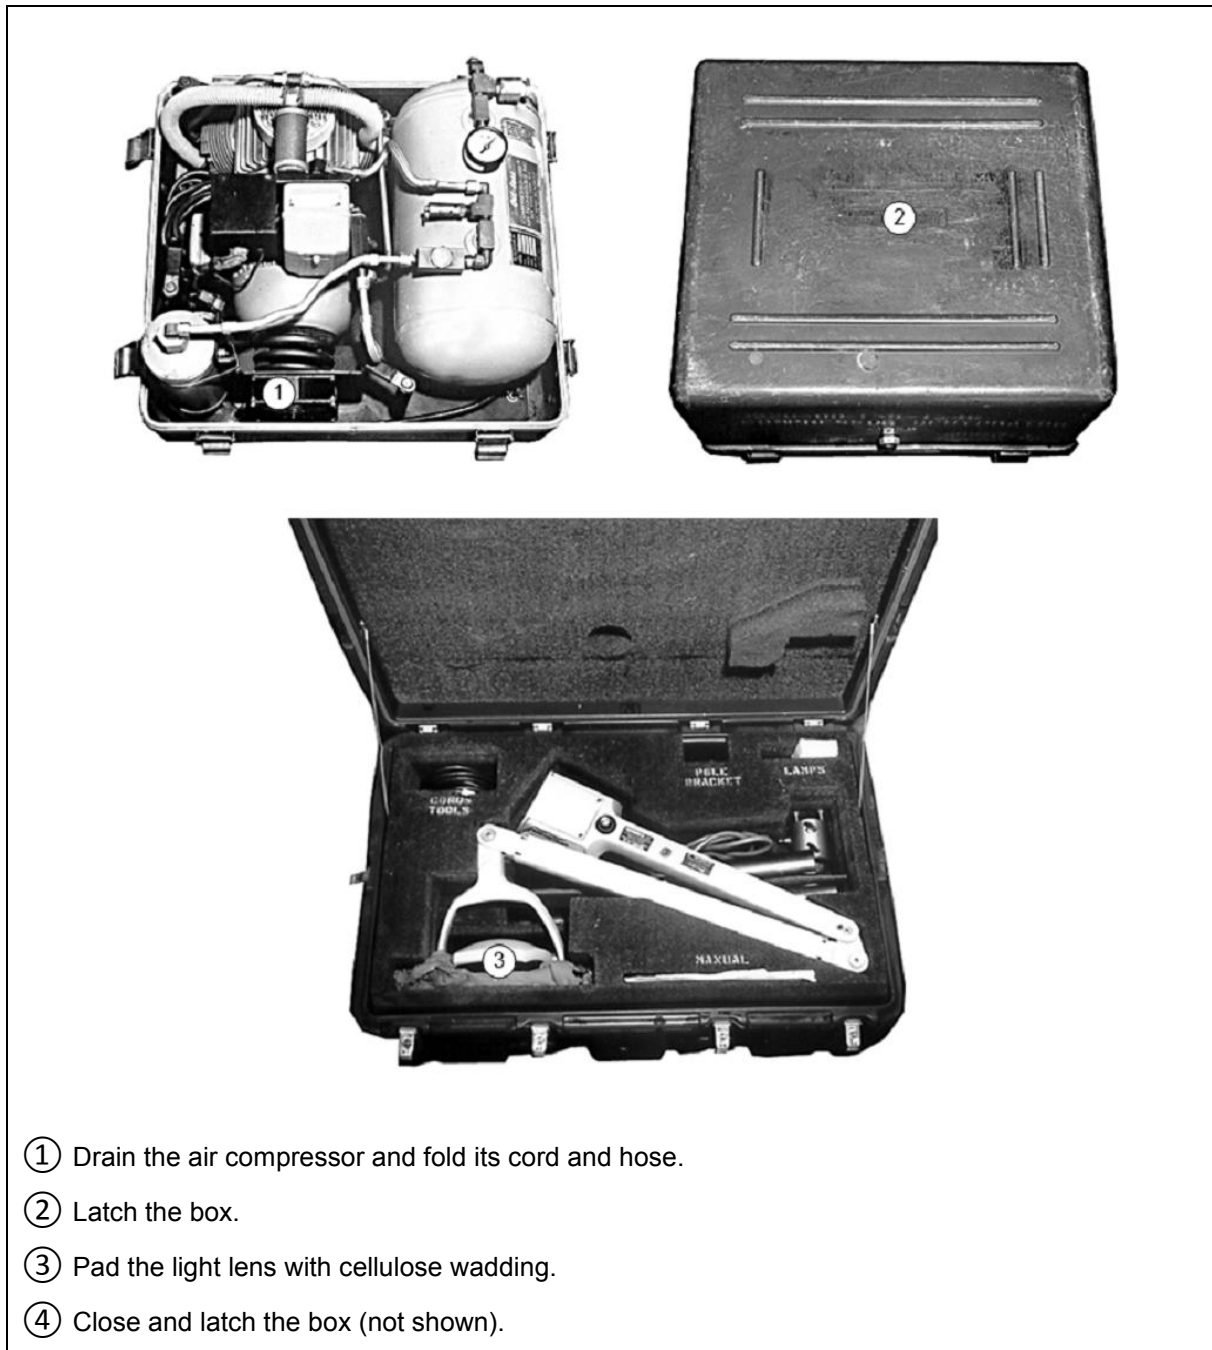 1
2
POLE
BRACKET
LAMPS
CORDS
TOOLS
MANUAL
3
① Drain the air compressor and fold its cord and hose.
② Latch the box.
③ Pad the light lens with cellulose wadding.
④ Close and latch the box (not shown).